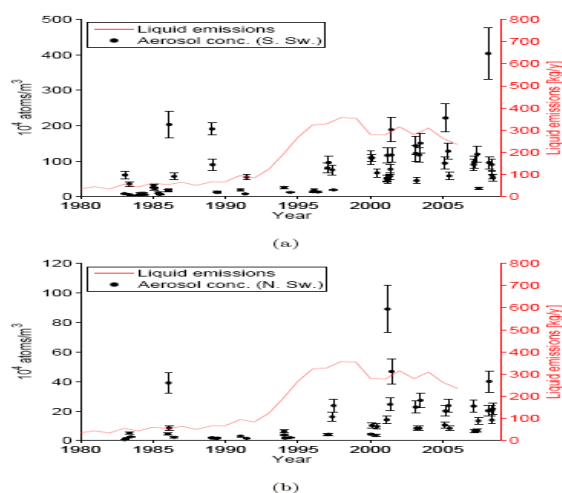 (a)
500
400
300
200
100
0
10⁴ atoms/m³
Liquid emissions
Aerosol conc. (S. Sw.)
800
700
600
500
400
300
200
100
0
Liquid emissions [kg/y]
1980 1985 1990 1995 2000 2005
Year
(a)
120
100
80
60
40
20
0
10⁴ atoms/m³
Liquid emissions
Aerosol conc. (N. Sw.)
800
700
600
500
400
300
200
100
0
Liquid emissions [kg/y]
1980 1985 1990 1995 2000 2005
Year
(b)